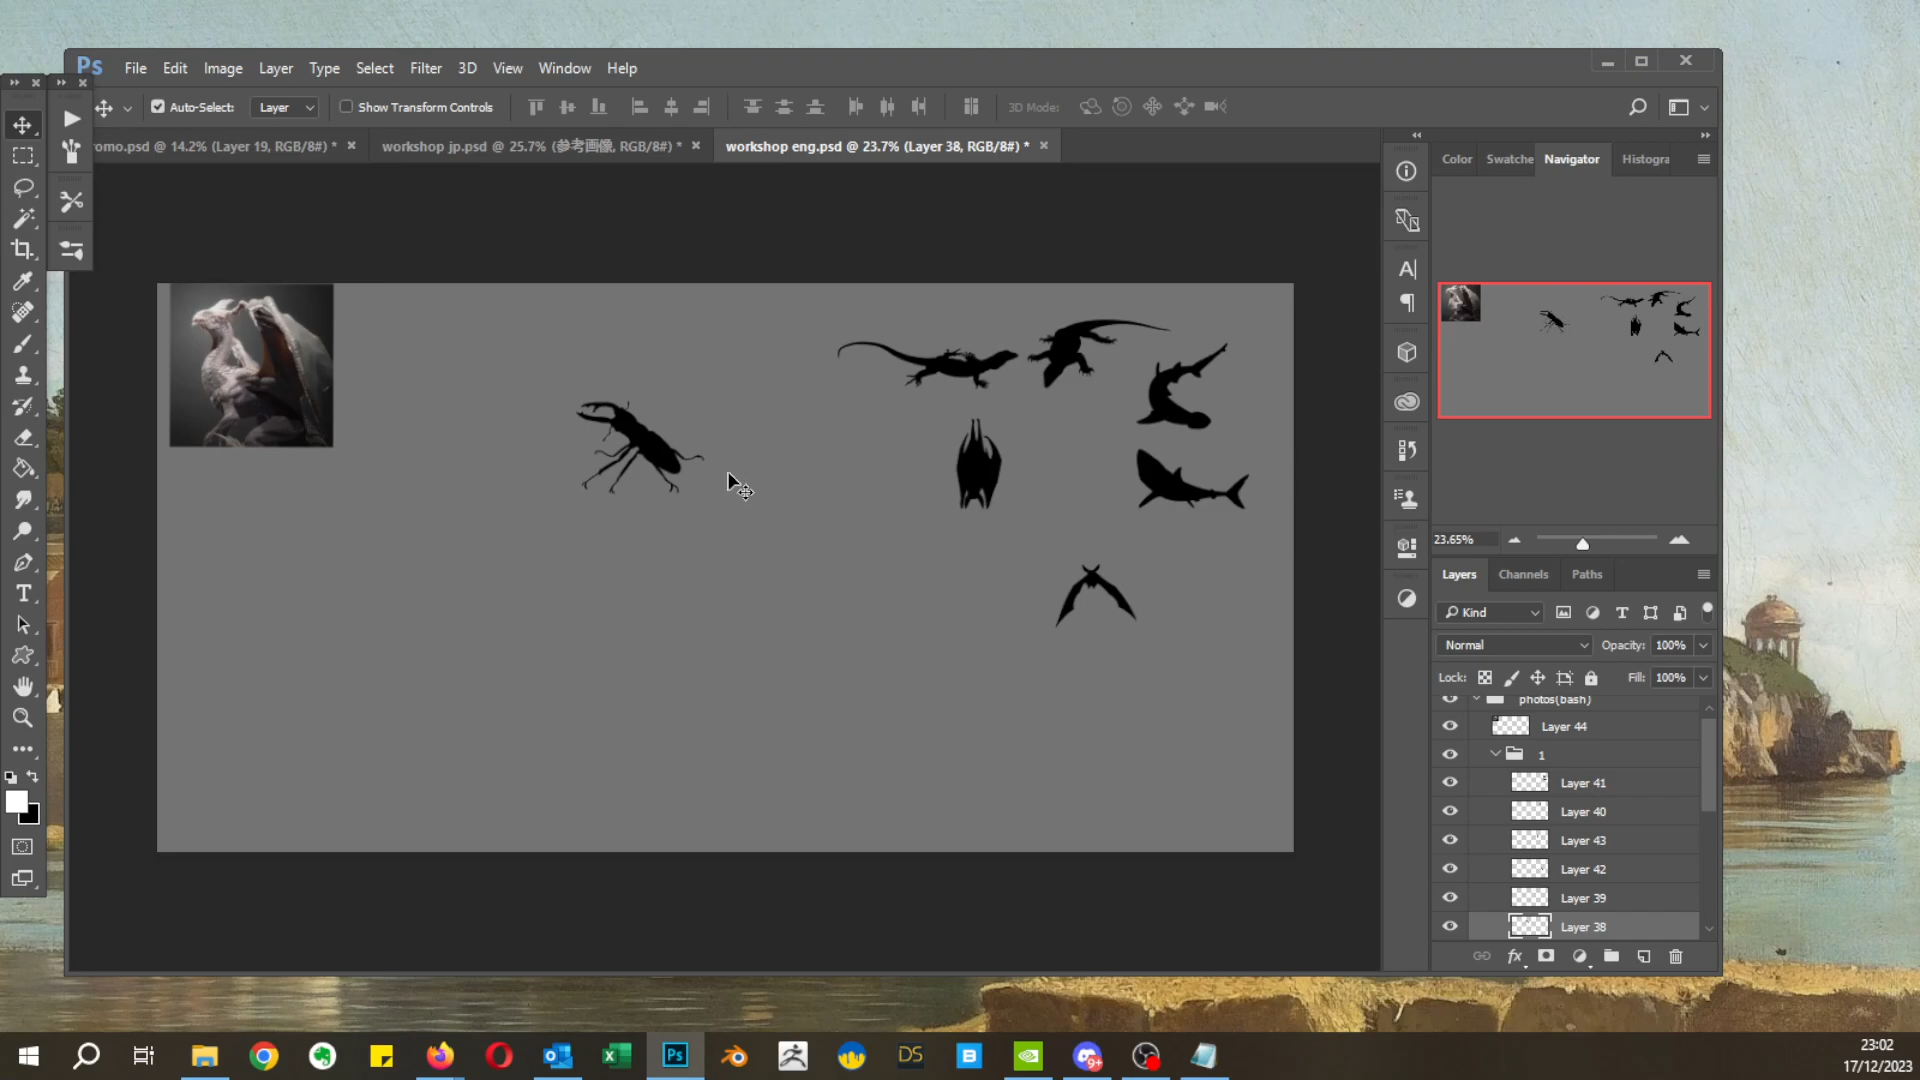 Ps File Edit Image Layer Type Select Filter 3D View Window Help
Auto-Select: Layer Show Transform Controls 3D Mode:
romo.psd @ 14.2% (Layer 19, RGB/8#) * × workshop jp.psd @ 25.7% (参考画像, RGB/8#) * × workshop eng.psd @ 23.7% (Layer 38, RGB/8#) * ×
Color Swatche Navigator Histogra
23.65%
Layers Channels Paths
Kind
Normal Opacity: 100%
Lock: Fill: 100%
photos(bash)
Layer 44
1
Layer 41
Layer 40
Layer 43
Layer 42
Layer 39
Layer 38
Ps DS B 9+
23:02
17/12/2023